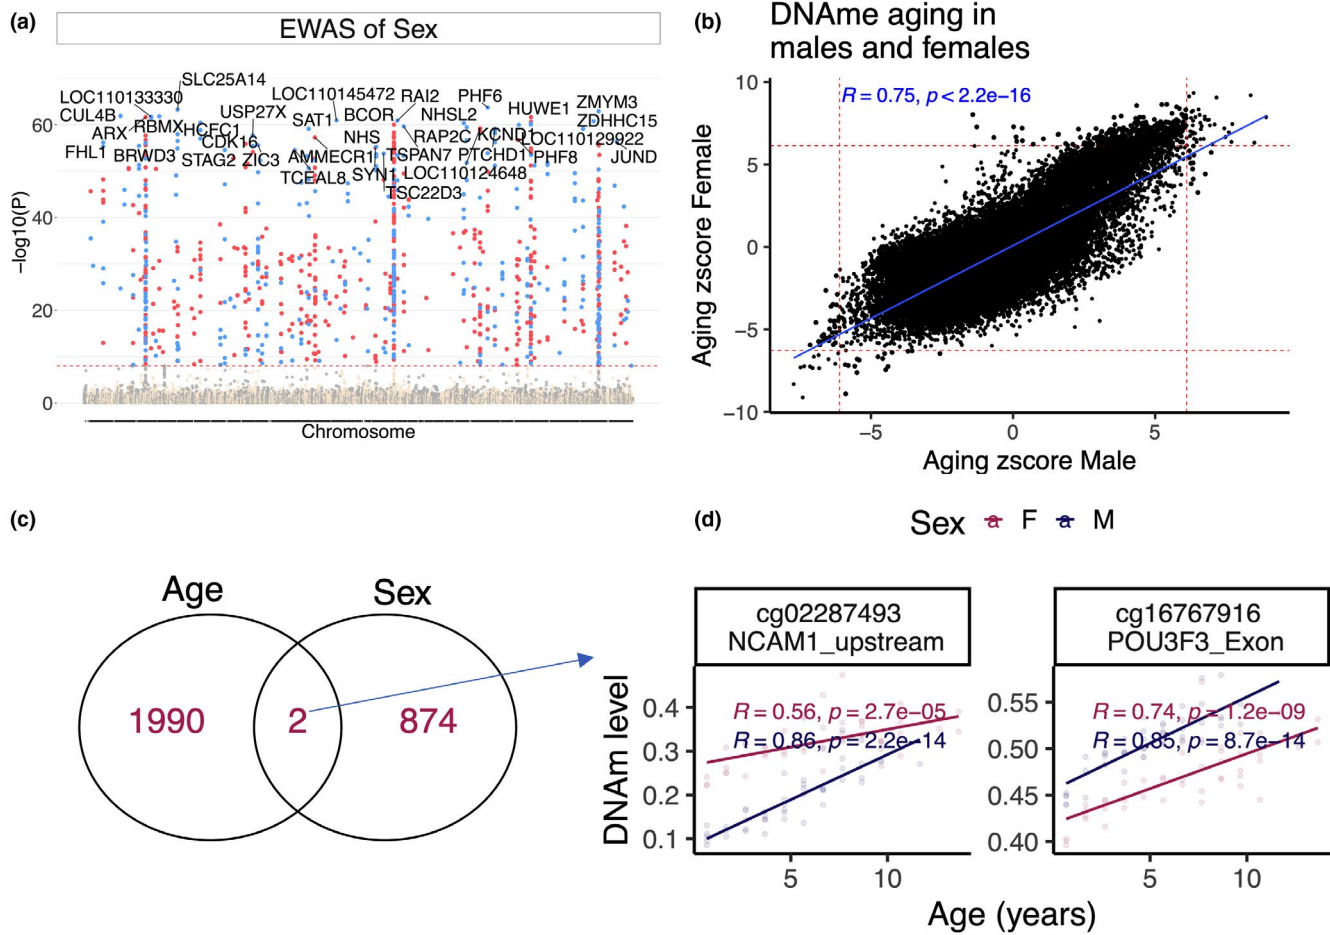 (a)
EWAS of Sex
SLC25A14
LOC110133330
LOC110145472
RAI2
PHF6
ZMYM3
CUL4B
USP27X
SAT1
BCOR
NHSL2
HUWE1
ZDHHC15
ARX
RBMX
HCFC1
CDK16
NHS
RAP2C
KCND1
LOC110129922
FHL1
BRWD3
STAG2
ZIC3
AMMECR1
TSPAN7
PTCHD1
PHF8
JUND
TCEAL8
SYN1
LOC110124648
TSC22D3
−log10(P)
60
40
20
0
Chromosome
(b)
DNAme aging in
males and females
R = 0.75, p < 2.2e−16
Aging zscore Female
10
5
0
−5
−10
−5 0 5
Aging zscore Male
(c)
Age
Sex
1990
2
874
(d)
Sex a F a M
cg02287493
NCAM1_upstream
cg16767916
POU3F3_Exon
DNAm level
0.4
0.3
0.2
0.1
R = 0.56, p = 2.7e−05
R = 0.86, p = 2.2e−14
5 10
0.55
0.50
0.45
0.40
R = 0.74, p = 1.2e−09
R = 0.85, p = 8.7e−14
5 10
Age (years)